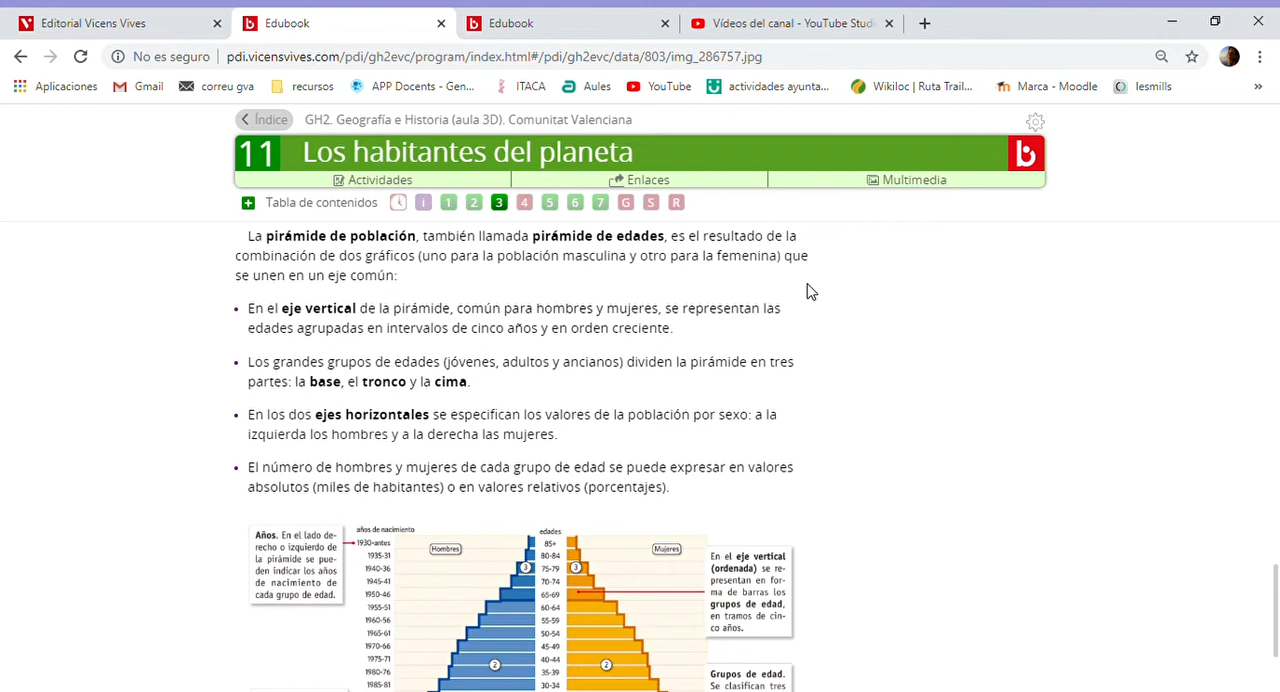 Editorial Vicens Vives
Edubook
Edubook
Vídeos del canal - YouTube Stud
No es seguro
pdi.vicensvives.com/pdi/gh2evc/program/index.html#/pdi/gh2evc/data/803/img_286757.jpg
Aplicaciones
Gmail
correu gva
recursos
APP Docents - Gen...
ITACA
Aules
YouTube
actividades ayunta...
Wikiloc | Ruta Trail...
Marca - Moodle
Iesmills
»
Índice
GH2. Geografía e Historia (aula 3D). Comunitat Valenciana
11 Los habitantes del planeta
Actividades
Enlaces
Multimedia
Tabla de contenidos
i 1 2 3 4 5 6 7 G S R
La pirámide de población, también llamada pirámide de edades, es el resultado de la
combinación de dos gráficos (uno para la población masculina y otro para la femenina) que
se unen en un eje común:
• En el eje vertical de la pirámide, común para hombres y mujeres, se representan las
edades agrupadas en intervalos de cinco años y en orden creciente.
• Los grandes grupos de edades (jóvenes, adultos y ancianos) dividen la pirámide en tres
partes: la base, el tronco y la cima.
• En los dos ejes horizontales se especifican los valores de la población por sexo: a la
izquierda los hombres y a la derecha las mujeres.
• El número de hombres y mujeres de cada grupo de edad se puede expresar en valores
absolutos (miles de habitantes) o en valores relativos (porcentajes).
Años. En el lado de-
recho o izquierdo de
la pirámide se pue-
den indicar los años
de nacimiento de
cada grupo de edad.
años de nacimiento
1930-antes
1935-31
1940-36
1945-41
1950-46
1955-51
1960-56
1965-61
1970-66
1975-71
1980-76
1985-81
Hombres
3
2
edades
85+
80-84
75-79
70-74
65-69
60-64
55-59
50-54
45-49
40-44
35-39
30-34
Mujeres
3
2
En el eje vertical
(ordenada) se re-
presentan en for-
ma de barras los
grupos de edad,
en tramos de cin-
co años.
Grupos de edad.
Se clasifican tres